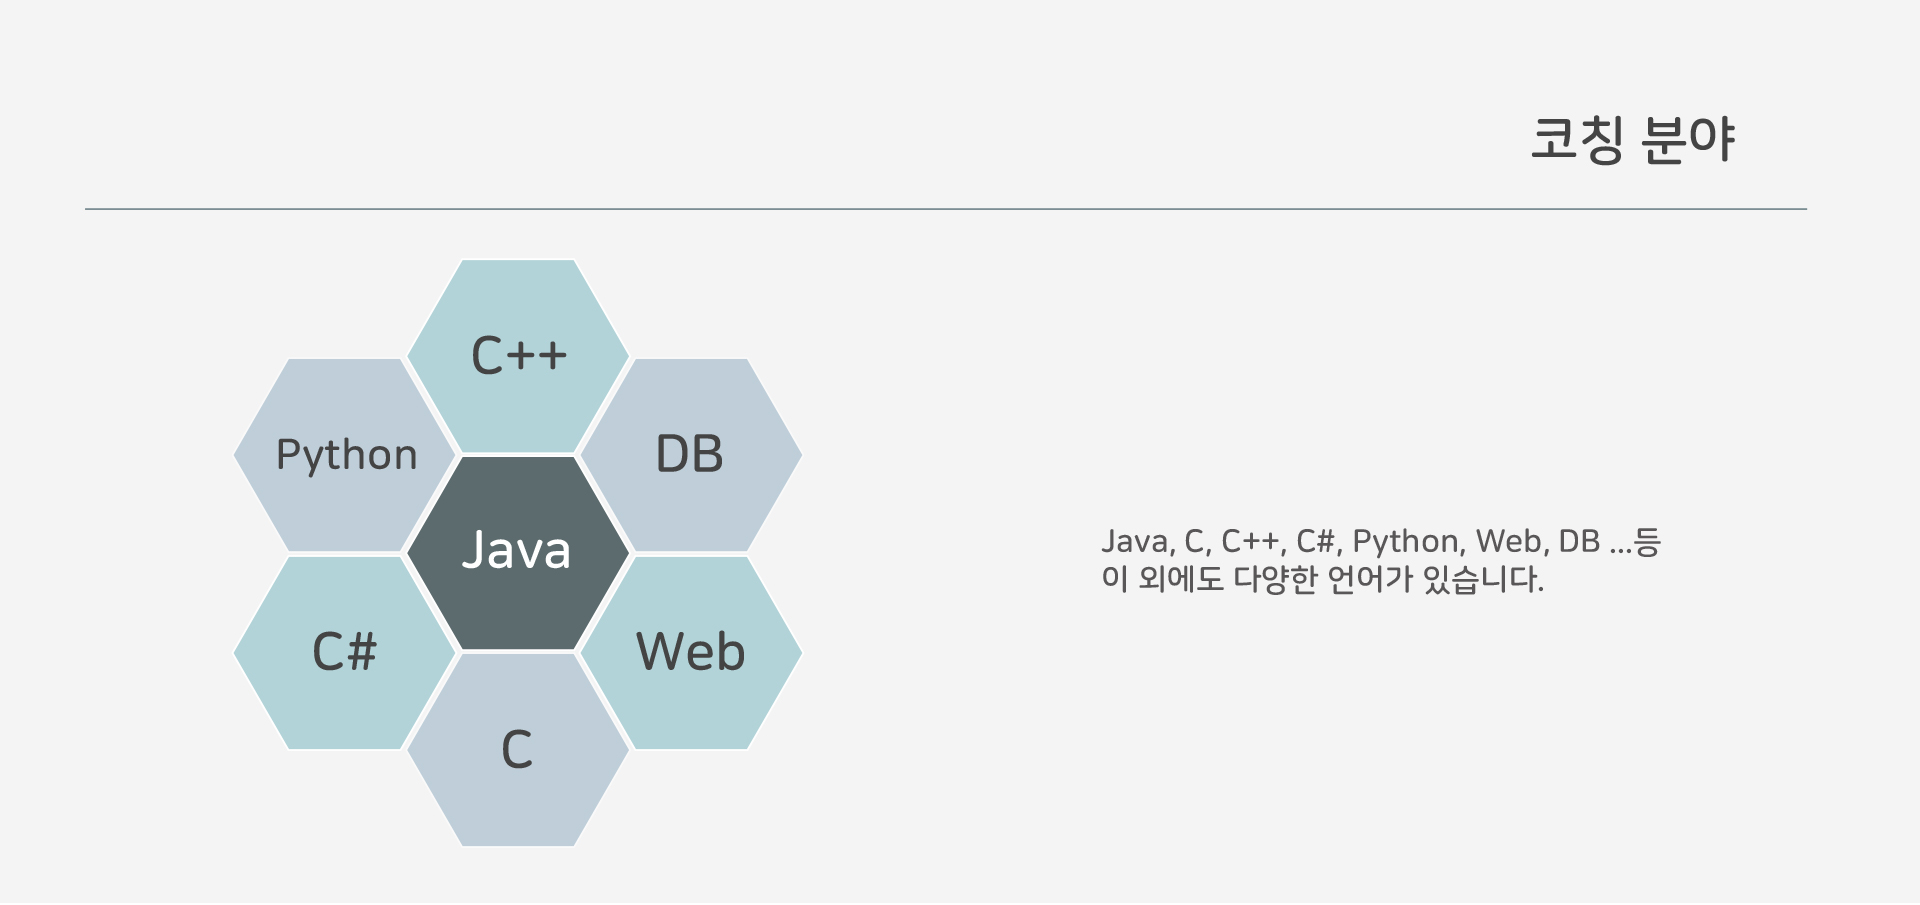 코칭 분야
C++
Python
DB
Java
C#
Web
C
Java, C, C++, C#, Python, Web, DB ...등
이 외에도 다양한 언어가 있습니다.